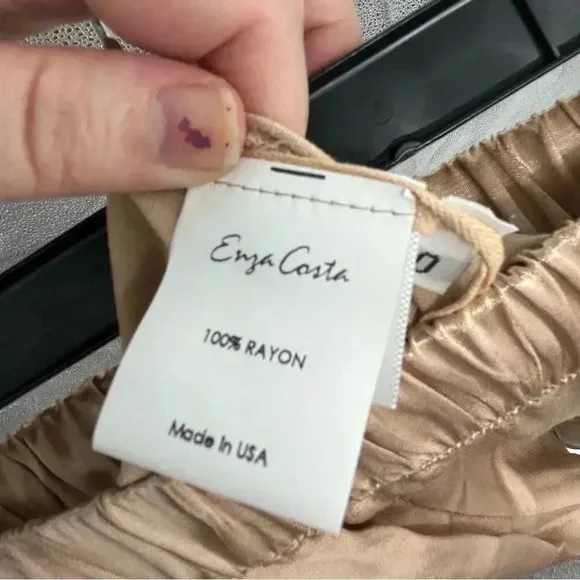 Enza Costa
100% RAYON
Made In USA